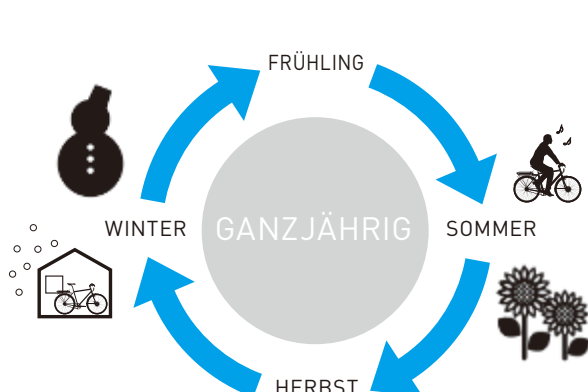 FRÜHLING
WINTER
GANZJÄHRIG
SOMMER
HERBST